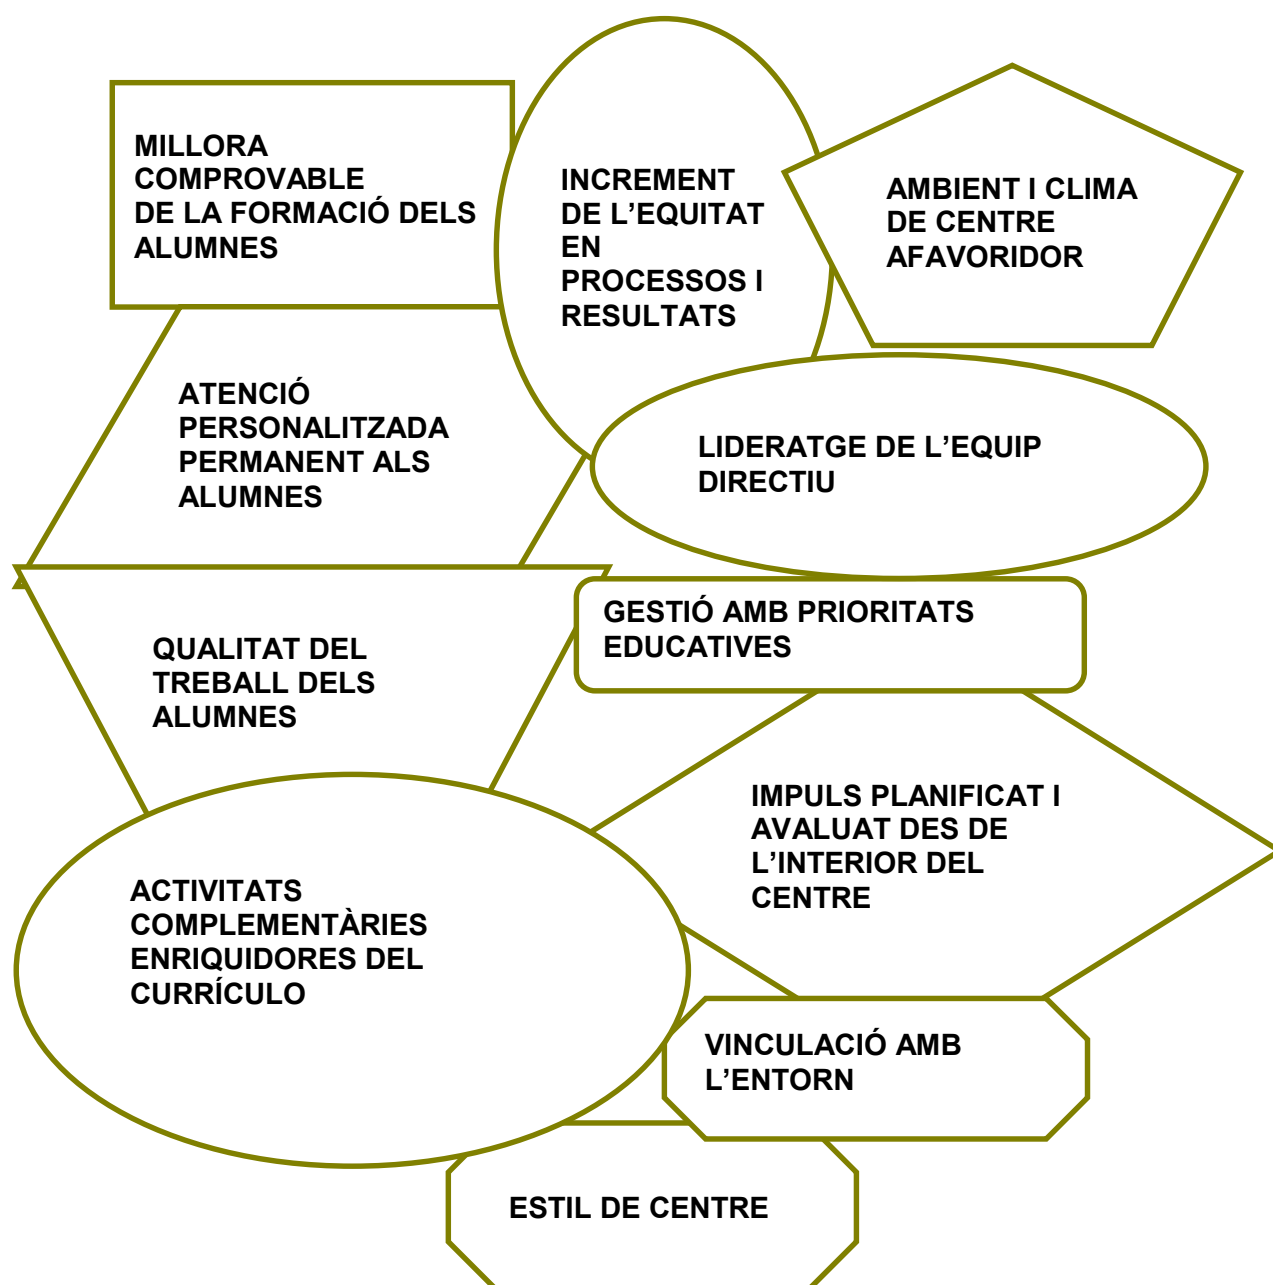 MILLORA
COMPROVABLE
DE LA FORMACIÓ DELS
ALUMNES
INCREMENT
DE L’EQUITAT
EN
PROCESSOS I
RESULTATS
AMBIENT I CLIMA
DE CENTRE
AFAVORIDOR
ATENCIÓ
PERSONALITZADA
PERMANENT ALS
ALUMNES
LIDERATGE DE L’EQUIP
DIRECTIU
GESTIÓ AMB PRIORITATS
EDUCATIVES
QUALITAT DEL
TREBALL DELS
ALUMNES
IMPULS PLANIFICAT I
AVALUAT DES DE
L’INTERIOR DEL
CENTRE
ACTIVITATS
COMPLEMENTÀRIES
ENRIQUIDORES DEL
CURRÍCULO
VINCULACIÓ AMB
L’ENTORN
ESTIL DE CENTRE